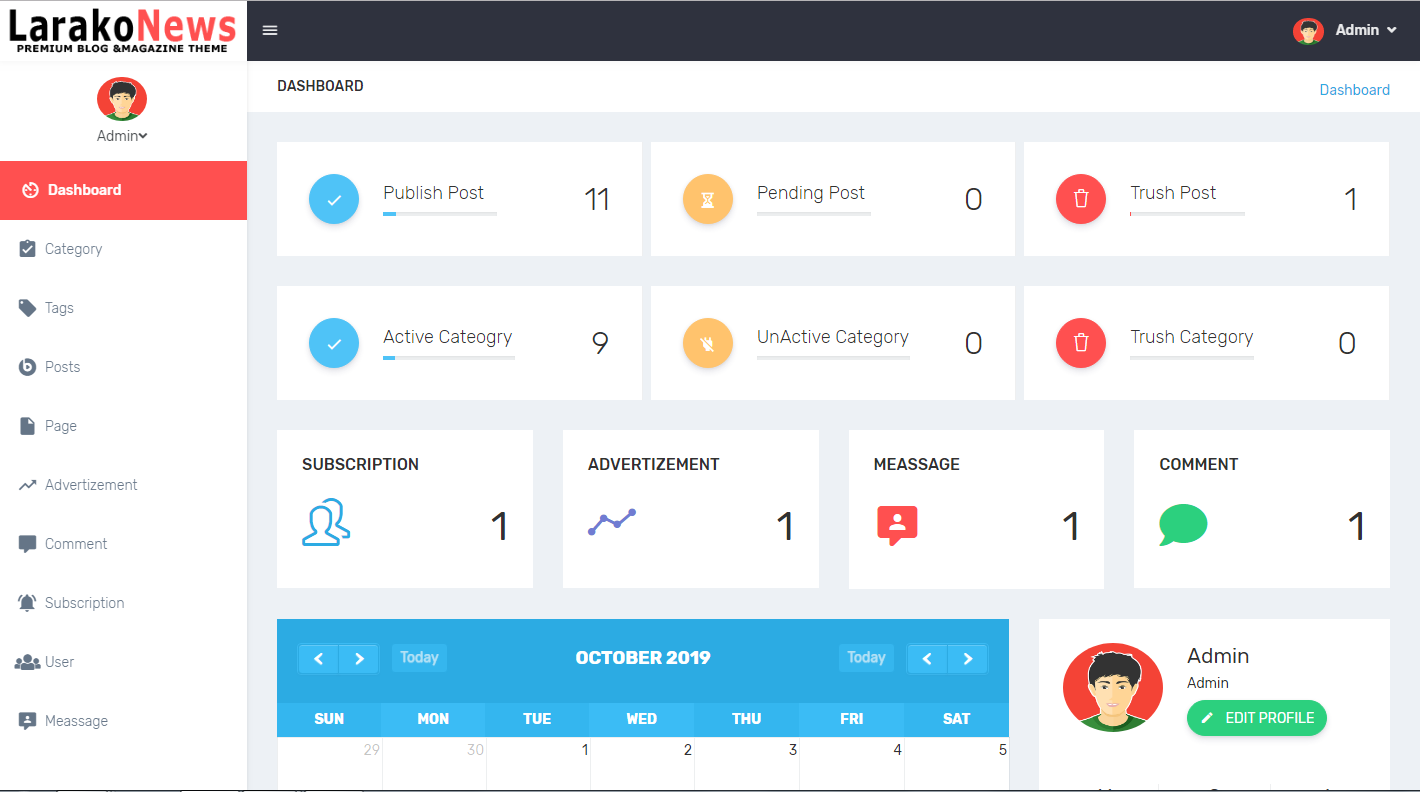 LarakoNews
PREMIUM BLOG &MAGAZINE THEME
Admin
Admin
Dashboard
Category
Tags
Posts
Page
Advertizement
Comment
Subscription
User
Meassage
DASHBOARD
Dashboard
Publish Post 11
Pending Post 0
Trush Post 1
Active Cateogry 9
UnActive Category 0
Trush Category 0
SUBSCRIPTION
1
ADVERTIZEMENT
1
MEASSAGE
1
COMMENT
1
Today OCTOBER 2019 Today
SUN MON TUE WED THU FRI SAT
29 30 1 2 3 4 5
Admin
Admin
EDIT PROFILE